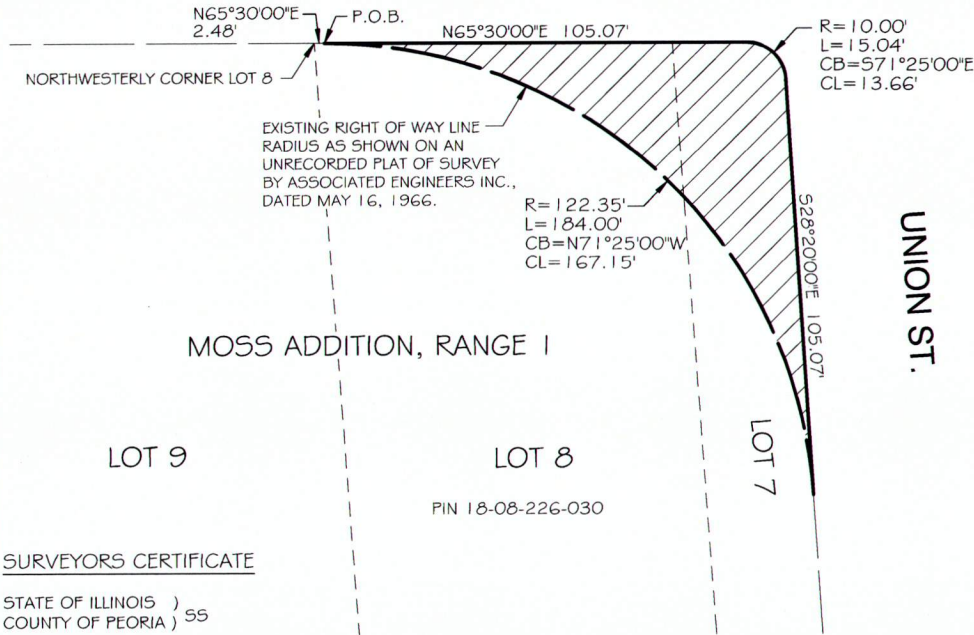 N65°30'00"E
2.48'
P.O.B.
N65°30'00"E 105.07'
R=10.00'
L=15.04'
CB=S71°25'00"E
CL=13.66'
NORTHWESTERLY CORNER LOT 8
EXISTING RIGHT OF WAY LINE
RADIUS AS SHOWN ON AN
UNRECORDED PLAT OF SURVEY
BY ASSOCIATED ENGINEERS INC.,
DATED MAY 16, 1966.
R=122.35'
L=184.00'
CB=N71°25'00"W
CL=167.15'
S28°20'00"E 105.07'
UNION ST.
MOSS ADDITION, RANGE 1
LOT 9
LOT 8
LOT 7
PIN 18-08-226-030
SURVEYORS CERTIFICATE
STATE OF ILLINOIS )
COUNTY OF PEORIA ) SS